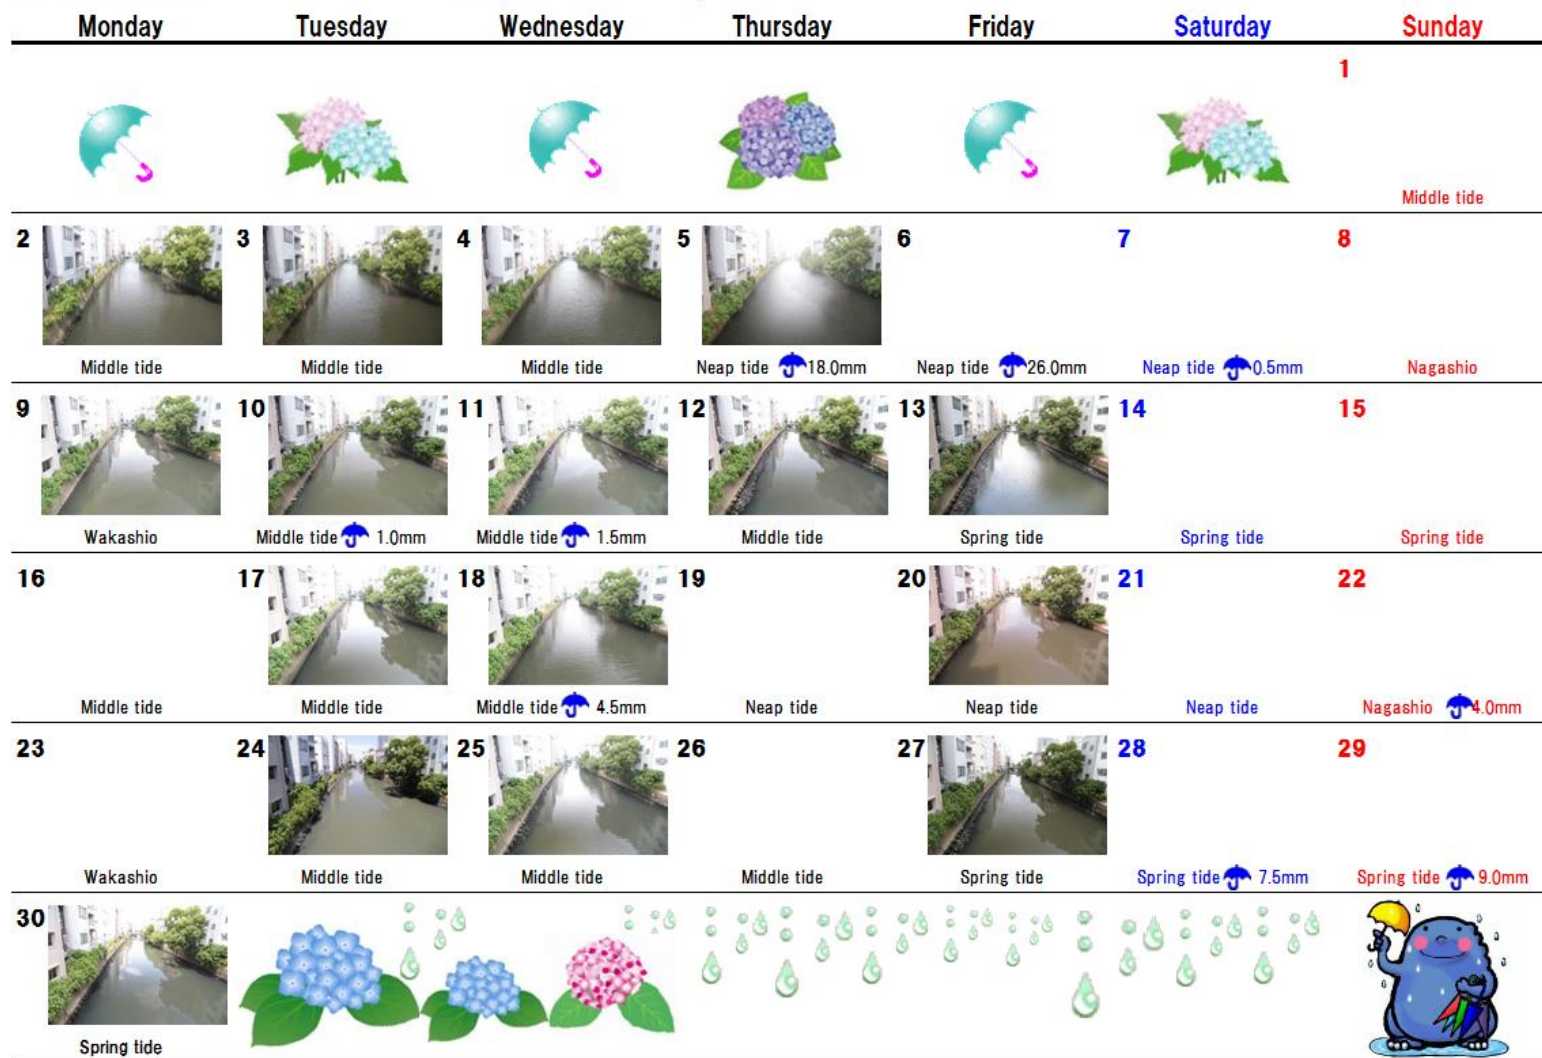 Monday Tuesday Wednesday Thursday Friday Saturday Sunday
1
Middle tide
2 3 4 5 6 7 8
Middle tide Middle tide Middle tide Neap tide 18.0mm Neap tide 26.0mm Neap tide 0.5mm Nagashio
9 10 11 12 13 14 15
Wakashio Middle tide 1.0mm Middle tide 1.5mm Middle tide Spring tide Spring tide Spring tide
16 17 18 19 20 21 22
Middle tide Middle tide Middle tide 4.5mm Neap tide Neap tide Neap tide Nagashio 4.0mm
23 24 25 26 27 28 29
Wakashio Middle tide Middle tide Middle tide Spring tide Spring tide 7.5mm Spring tide 9.0mm
30
Spring tide